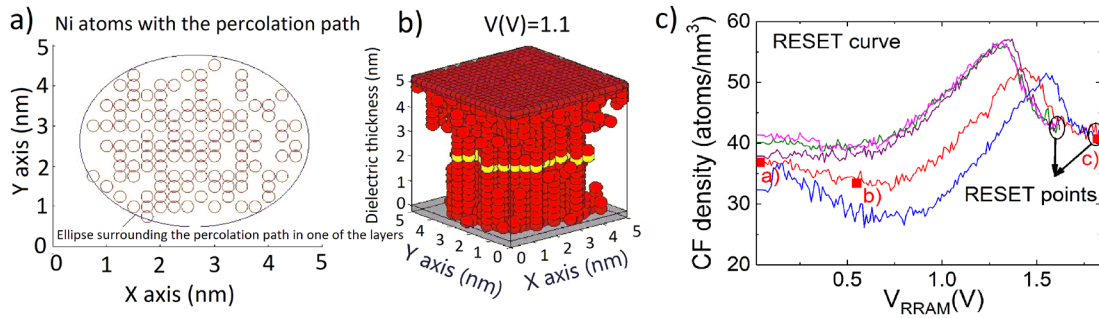 a)
Ni atoms with the percolation path
Y axis (nm)
5
4
3
2
1
0
Ellipse surrounding the percolation path in one of the layers
0 1 2 3 4 5
X axis (nm)
b)
V(V)=1.1
Dielectric thickness (nm)
5
4
3
2
1
0
5 4 3 2 1 0
Y axis (nm)
0 1 2 3 4 5
X axis (nm)
c)
RESET curve
CF density (atoms/nm³)
60
50
40
30
20
a)
b)
c)
RESET points
0.5 1.0 1.5
V_RRAM(V)